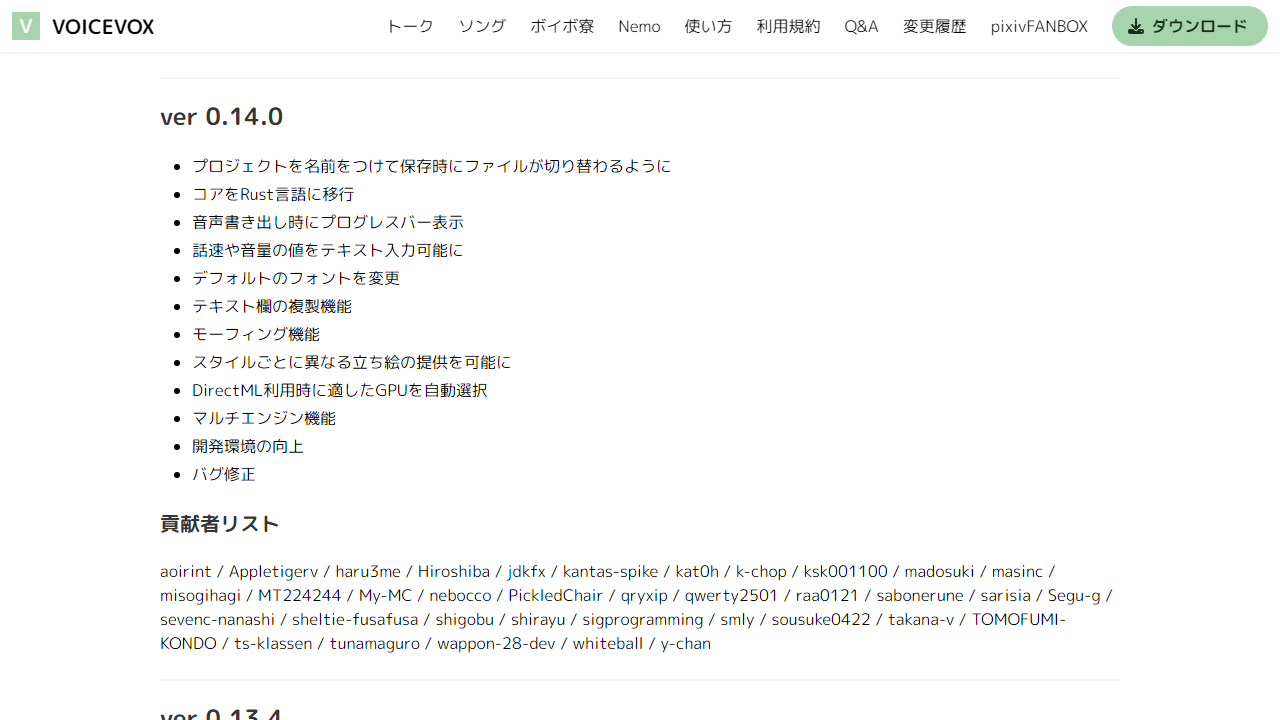 V VOICEVOX トーク ソング ボイボ寮 Nemo 使い方 利用規約 Q&A 変更履歴 pixivFANBOX ダウンロード
ver 0.14.0
プロジェクトを名前をつけて保存時にファイルが切り替わるように
コアをRust言語に移行
音声書き出し時にプログレスバー表示
話速や音量の値をテキスト入力可能に
デフォルトのフォントを変更
テキスト欄の複製機能
モーフィング機能
スタイルごとに異なる立ち絵の提供を可能に
DirectML利用時に適したGPUを自動選択
マルチエンジン機能
開発環境の向上
バグ修正
貢献者リスト
aoirint / Appletigerv / haru3me / Hiroshiba / jdkfx / kantas-spike / kat0h / k-chop / ksk001100 / madosuki / masinc /
misogihagi / MT224244 / My-MC / nebocco / PickledChair / qryxip / qwerty2501 / raa0121 / sabonerune / sarisia / Segu-g /
sevenc-nanashi / sheltie-fusafusa / shigobu / shirayu / sigprogramming / smly / sousuke0422 / takana-v / TOMOFUMI-
KONDO / ts-klassen / tunamaguro / wappon-28-dev / whiteball / y-chan
ver 0.13.4